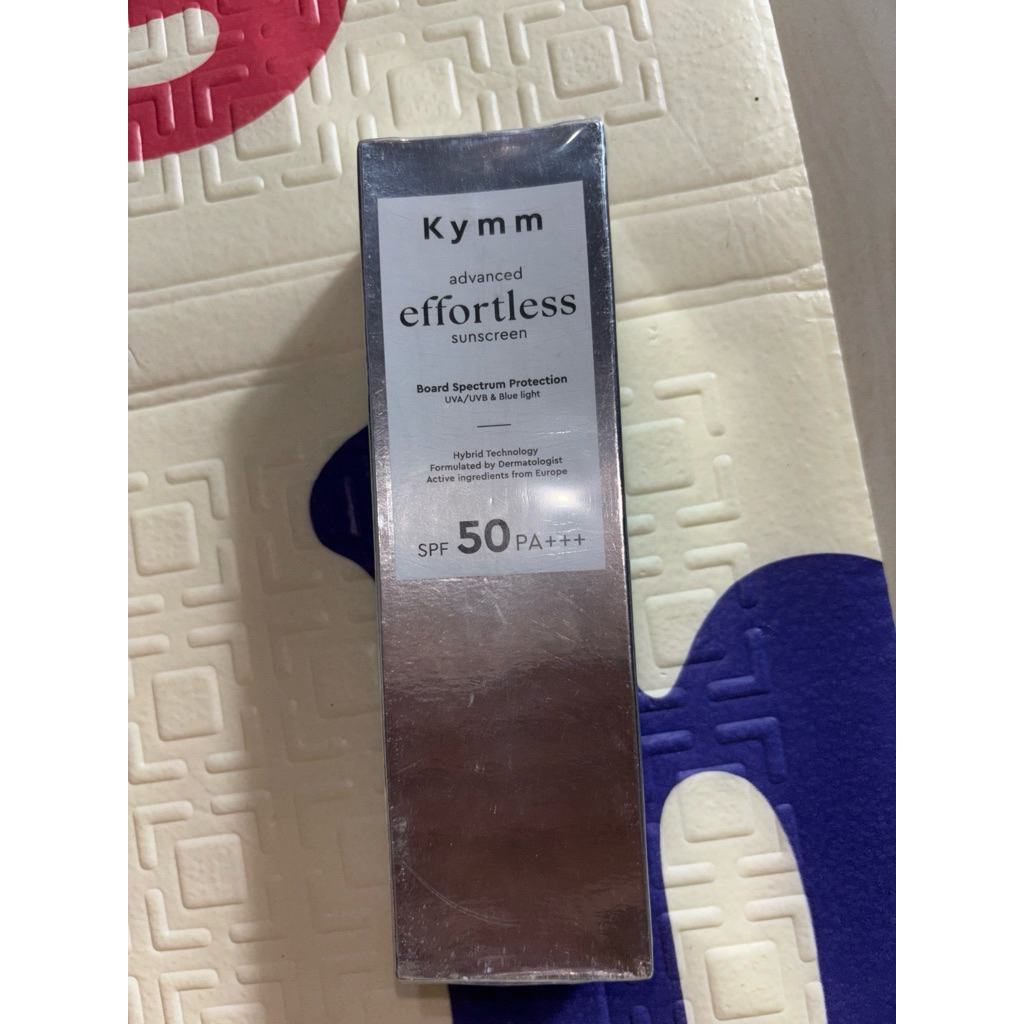 Kymm
advanced
effortless
sunscreen
Board Spectrum Protection
UVA/UVB & Blue light
Hybrid Technology
Formulated by Dermatologist
Active ingredients from Europe
SPF 50 PA+++